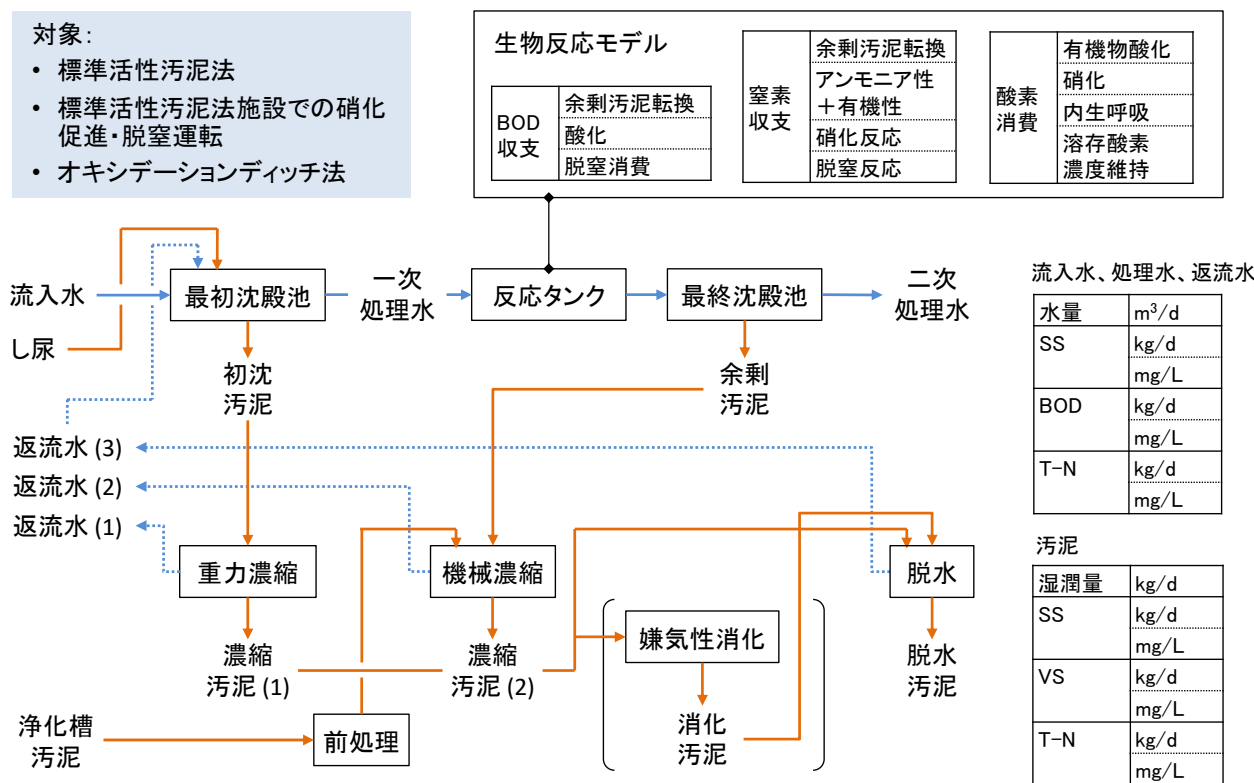 対象：
• 標準活性汚泥法
• 標準活性汚泥法施設での硝化
促進・脱窒運転
• オキシデーションディッチ法
生物反応モデル
BOD
収支
余剰汚泥転換
酸化
脱窒消費
窒素
収支
余剰汚泥転換
アンモニア性
＋有機性
硝化反応
脱窒反応
酸素
消費
有機物酸化
硝化
内生呼吸
溶存酸素
濃度維持
流入水
最初沈殿池
一次
処理水
反応タンク
最終沈殿池
二次
処理水
し尿
初沈
汚泥
余剰
汚泥
返流水 (3)
返流水 (2)
返流水 (1)
重力濃縮
機械濃縮
脱水
嫌気性消化
濃縮
汚泥 (1)
濃縮
汚泥 (2)
脱水
汚泥
消化
汚泥
浄化槽
汚泥
前処理
流入水、処理水、返流水
水量 m³/d
SS kg/d
mg/L
BOD kg/d
mg/L
T-N kg/d
mg/L
汚泥
湿潤量 kg/d
SS kg/d
mg/L
VS kg/d
mg/L
T-N kg/d
mg/L